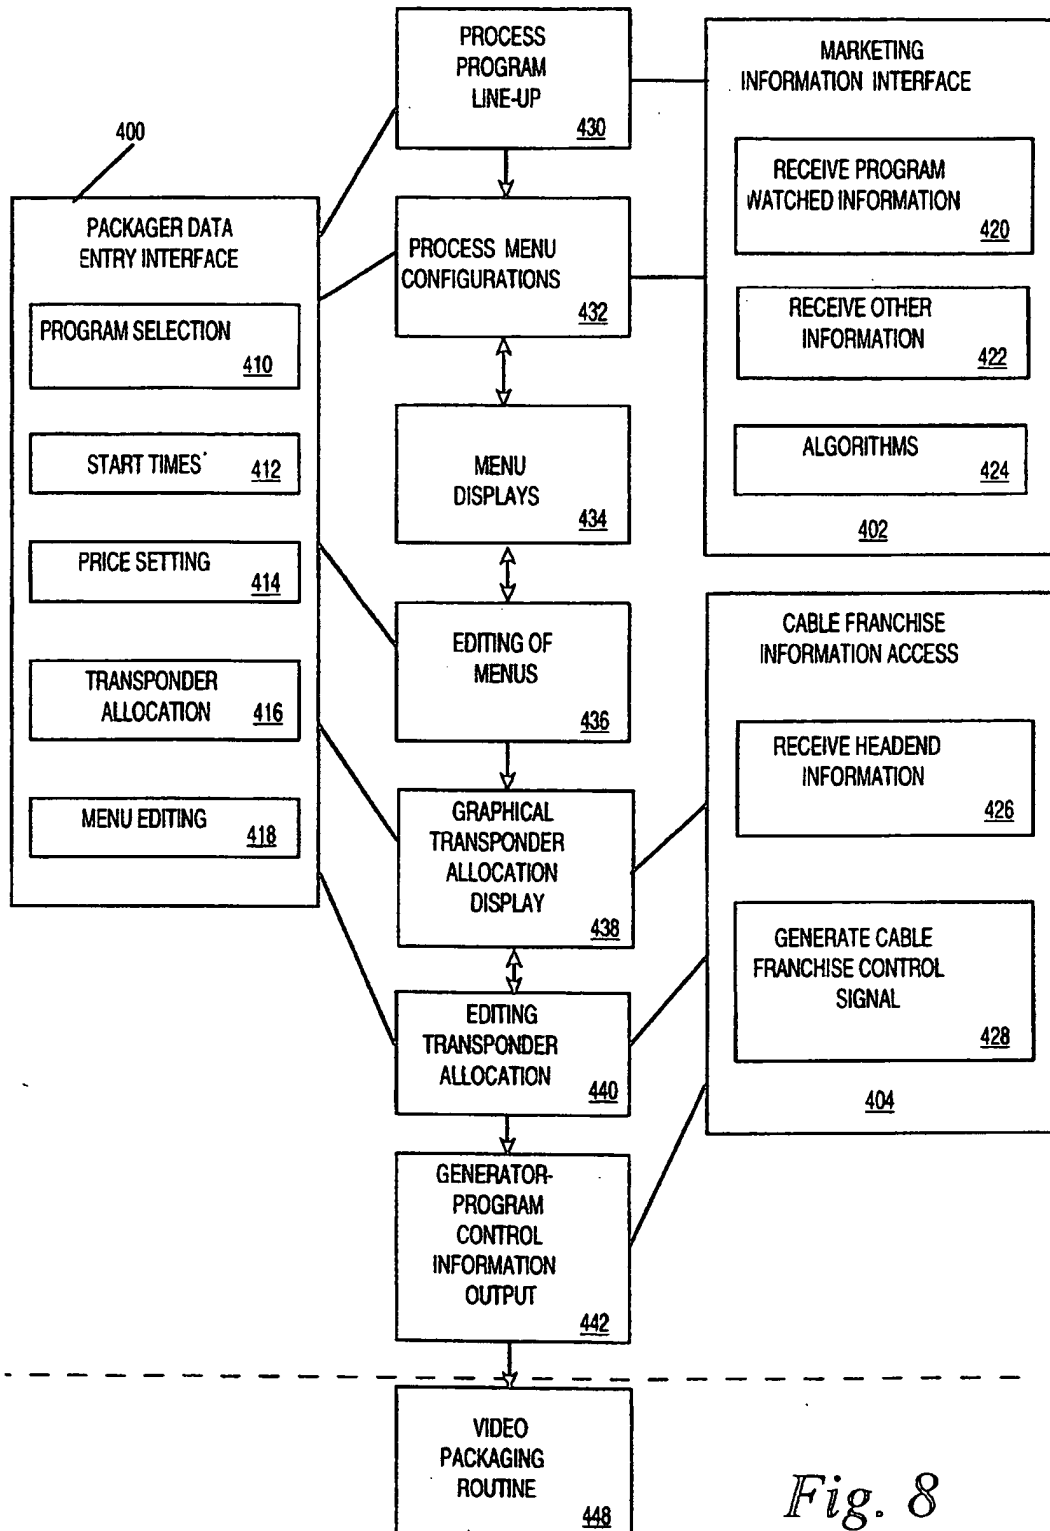 PROCESS
PROGRAM
LINE-UP
430
MARKETING
INFORMATION INTERFACE
RECEIVE PROGRAM
WATCHED INFORMATION
420
RECEIVE OTHER
INFORMATION
422
ALGORITHMS
424
402
400
PACKAGER DATA
ENTRY INTERFACE
PROGRAM SELECTION
410
START TIMES
412
PRICE SETTING
414
TRANSPONDER
ALLOCATION
416
MENU EDITING
418
PROCESS MENU
CONFIGURATIONS
432
MENU
DISPLAYS
434
EDITING OF
MENUS
436
GRAPHICAL
TRANSPONDER
ALLOCATION
DISPLAY
438
EDITING
TRANSPONDER
ALLOCATION
440
GENERATOR-
PROGRAM
CONTROL
INFORMATION
OUTPUT
442
CABLE FRANCHISE
INFORMATION ACCESS
RECEIVE HEADEND
INFORMATION
426
GENERATE CABLE
FRANCHISE CONTROL
SIGNAL
428
404
VIDEO
PACKAGING
ROUTINE
448
Fig. 8